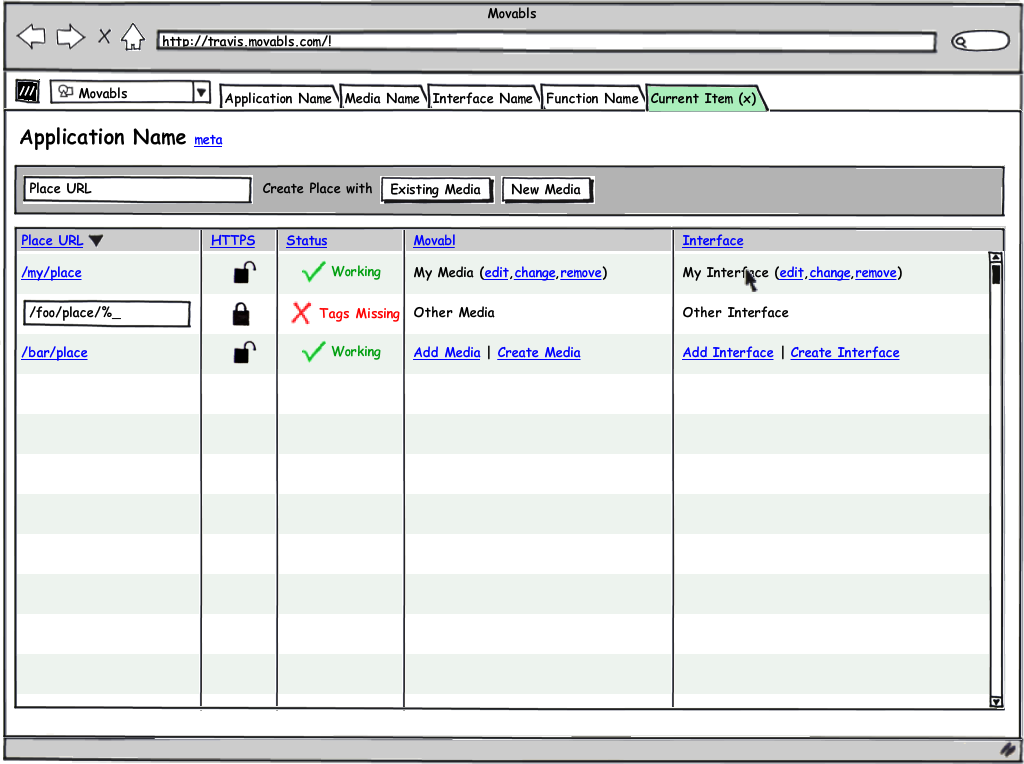 Movabls
http://travis.movabls.com/!
Movabls Application Name Media Name Interface Name Function Name Current Item (x)
Application Name meta
Place URL Create Place with Existing Media New Media
Place URL HTTPS Status Movabl Interface
/my/place Working My Media (edit,change,remove) My Interface (edit,change,remove)
/foo/place/%_ Tags Missing Other Media Other Interface
/bar/place Working Add Media | Create Media Add Interface | Create Interface